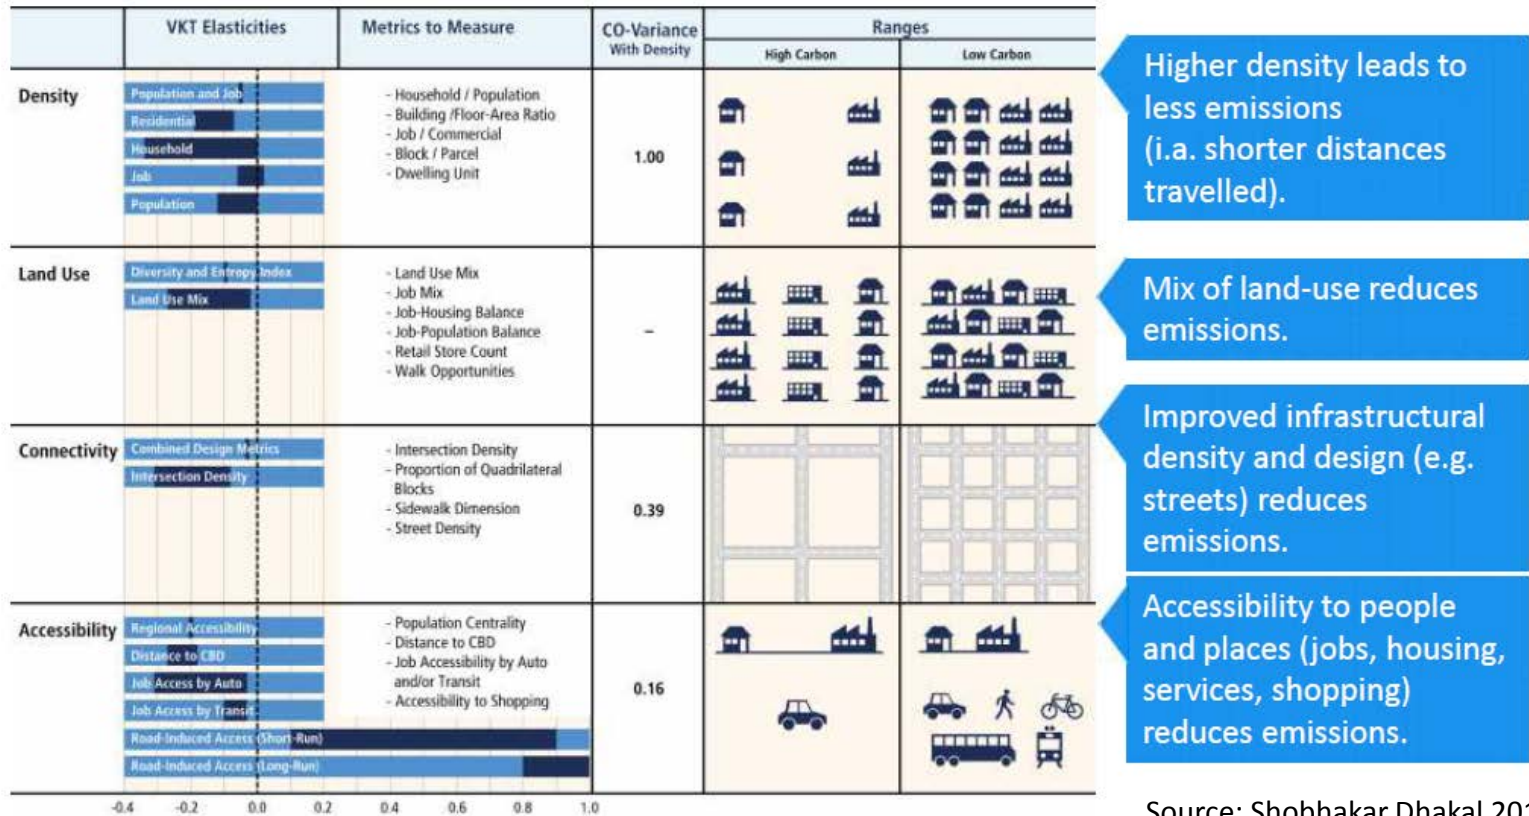 VKT Elasticities
Metrics to Measure
CO-Variance
With Density
Ranges
High Carbon
Low Carbon
Density
Population and Job
Residential
Household
Job
Population
- Household / Population
- Building /Floor-Area Ratio
- Job / Commercial
- Block / Parcel
- Dwelling Unit
1.00
Higher density leads to
less emissions
(i.a. shorter distances
travelled).
Land Use
Diversity and Entropy Index
Land Use Mix
- Land Use Mix
- Job Mix
- Job-Housing Balance
- Job-Population Balance
- Retail Store Count
- Walk Opportunities
–
Mix of land-use reduces
emissions.
Connectivity
Combined Design Metrics
Intersection Density
- Intersection Density
- Proportion of Quadrilateral
Blocks
- Sidewalk Dimension
- Street Density
0.39
Improved infrastructural
density and design (e.g.
streets) reduces
emissions.
Accessibility
Regional Accessibility
Distance to CBD
Job Access by Auto
Job Access by Transit
Road-Induced Access (Short-Run)
Road-Induced Access (Long-Run)
- Population Centrality
- Distance to CBD
- Job Accessibility by Auto
and/or Transit
- Accessibility to Shopping
0.16
Accessibility to people
and places (jobs, housing,
services, shopping)
reduces emissions.
-0.4 -0.2 0.0 0.2 0.4 0.6 0.8 1.0
Source: Shobhakar Dhakal